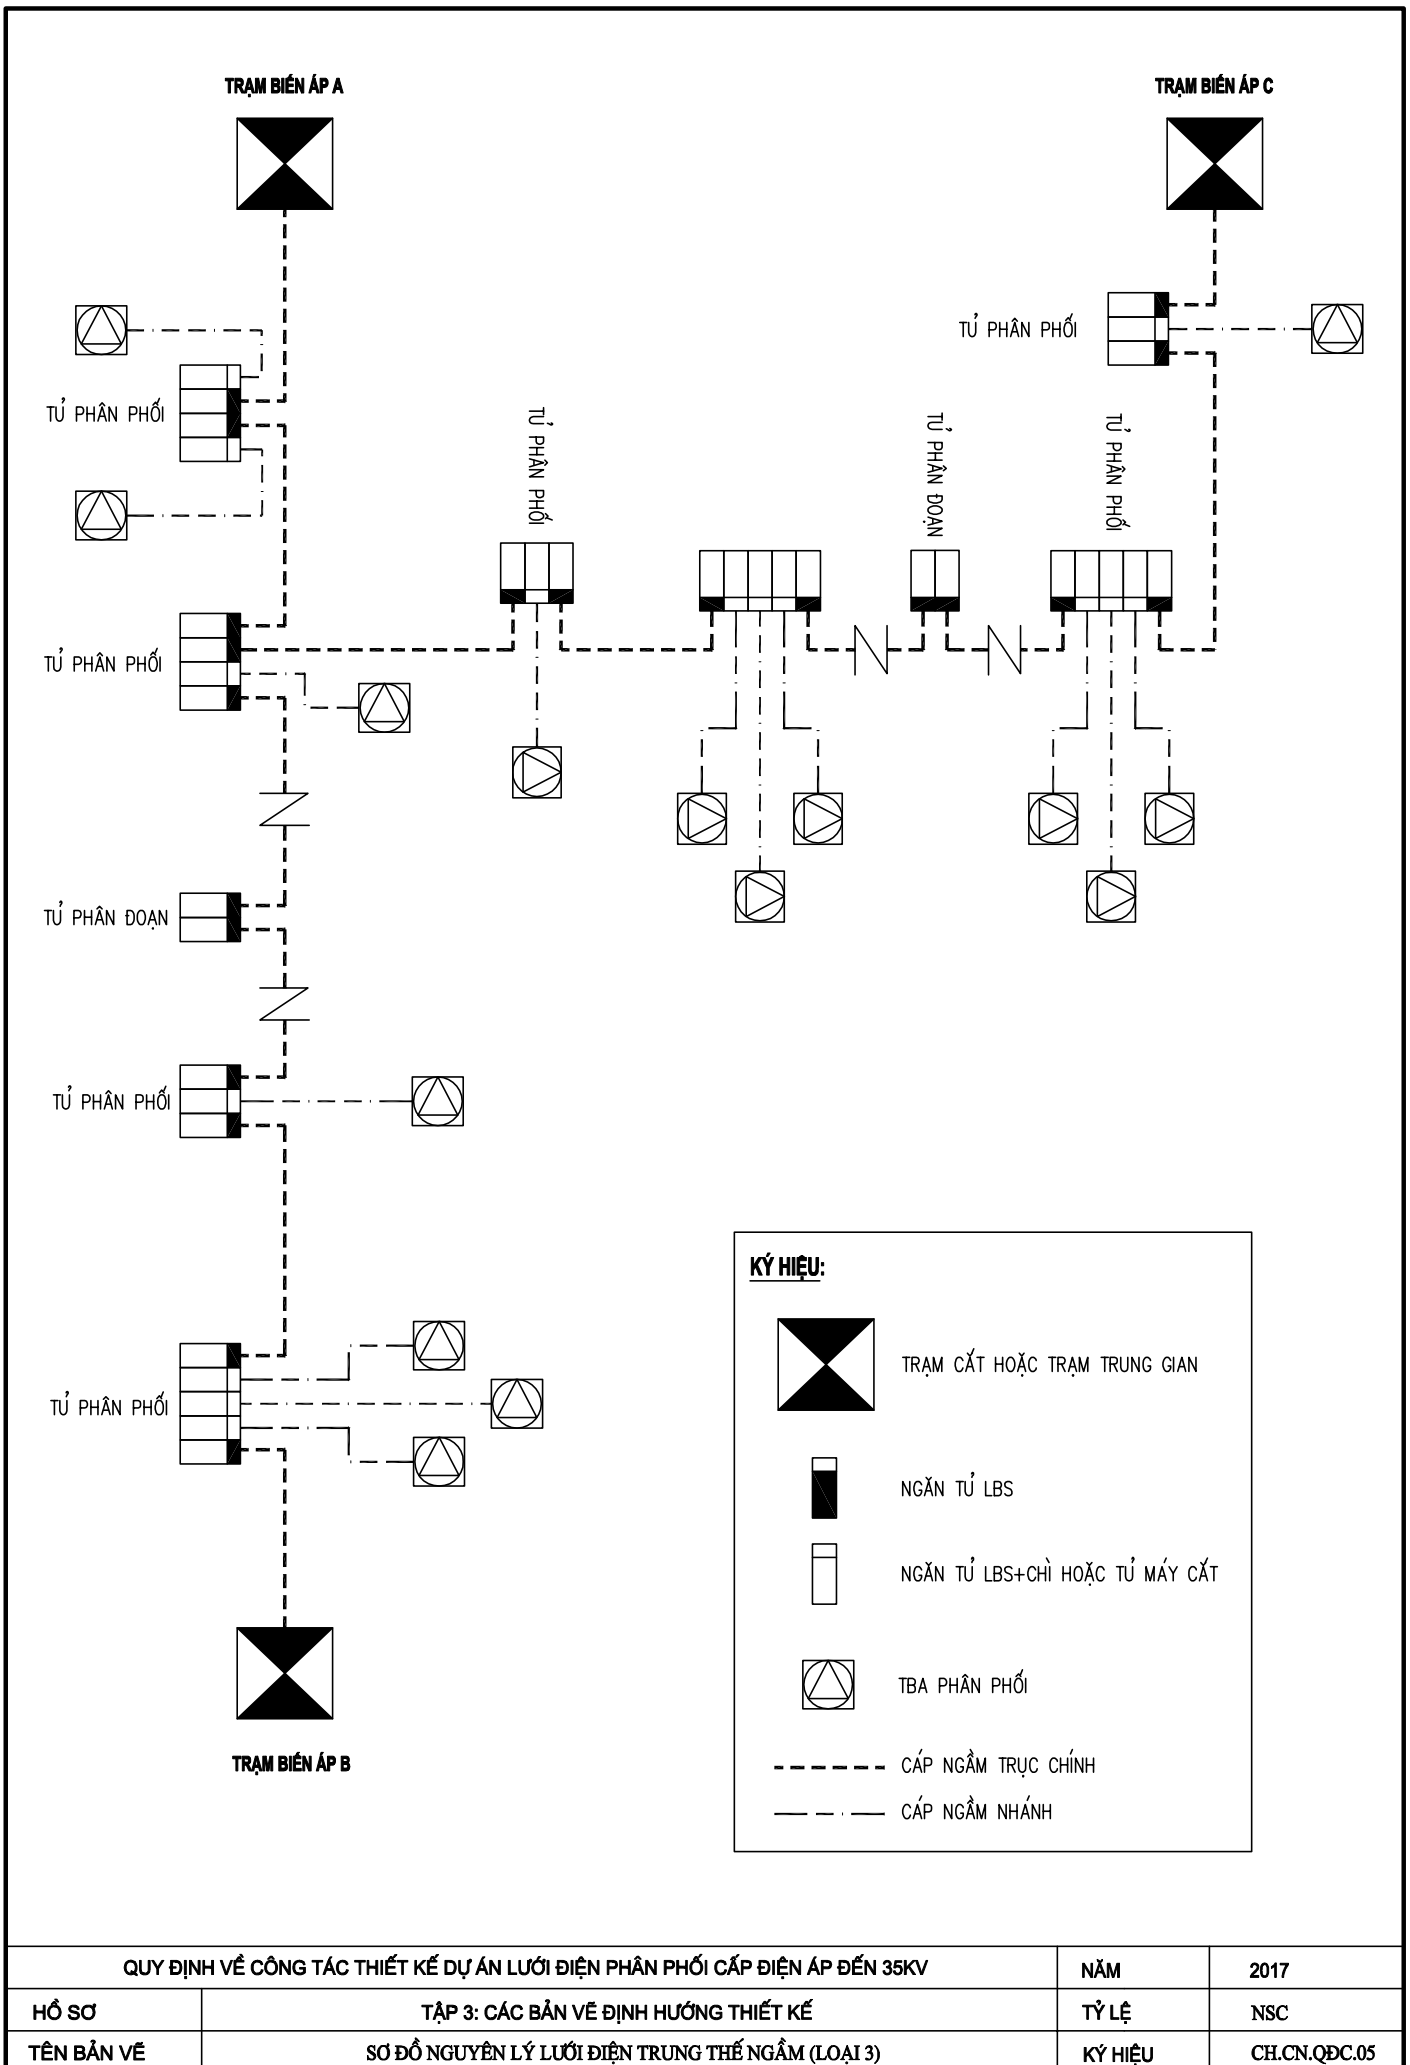 TRẠM BIẾN ÁP A
TRẠM BIẾN ÁP C
TỦ PHÂN PHỐI
TỦ PHÂN PHỐI
TỦ PHÂN PHỐI
TỦ PHÂN ĐOẠN
TỦ PHÂN PHỐI
TỦ PHÂN PHỐI
TỦ PHÂN ĐOẠN
TỦ PHÂN PHỐI
TỦ PHÂN PHỐI
TRẠM BIẾN ÁP B
KÝ HIỆU:
TRẠM CẮT HOẶC TRẠM TRUNG GIAN
NGĂN TỦ LBS
NGĂN TỦ LBS+CHÌ HOẶC TỦ MÁY CẮT
TBA PHÂN PHỐI
CÁP NGẦM TRỤC CHÍNH
CÁP NGẦM NHÁNH
QUY ĐỊNH VỀ CÔNG TÁC THIẾT KẾ DỰ ÁN LƯỚI ĐIỆN PHÂN PHỐI CẤP ĐIỆN ÁP ĐẾN 35KV NĂM 2017
HỒ SƠ TẬP 3: CÁC BẢN VẼ ĐỊNH HƯỚNG THIẾT KẾ TỶ LỆ NSC
TÊN BẢN VẼ SƠ ĐỒ NGUYÊN LÝ LƯỚI ĐIỆN TRUNG THẾ NGẦM (LOẠI 3) KÝ HIỆU CH.CN.QĐC.05